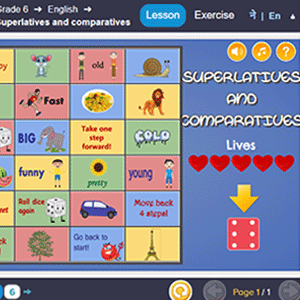 Grade 6 → English →
Superlatives and comparatives
Lesson
Exercise
ने | En
old
Fast
BIG
Take one
step
forward!
COLD
funny
pretty
young
Roll dice
again
Move back
4 steps!
Go back to
start!
SUPERLATIVES
AND
COMPARATIVES
Lives
6
Page 1 / 1